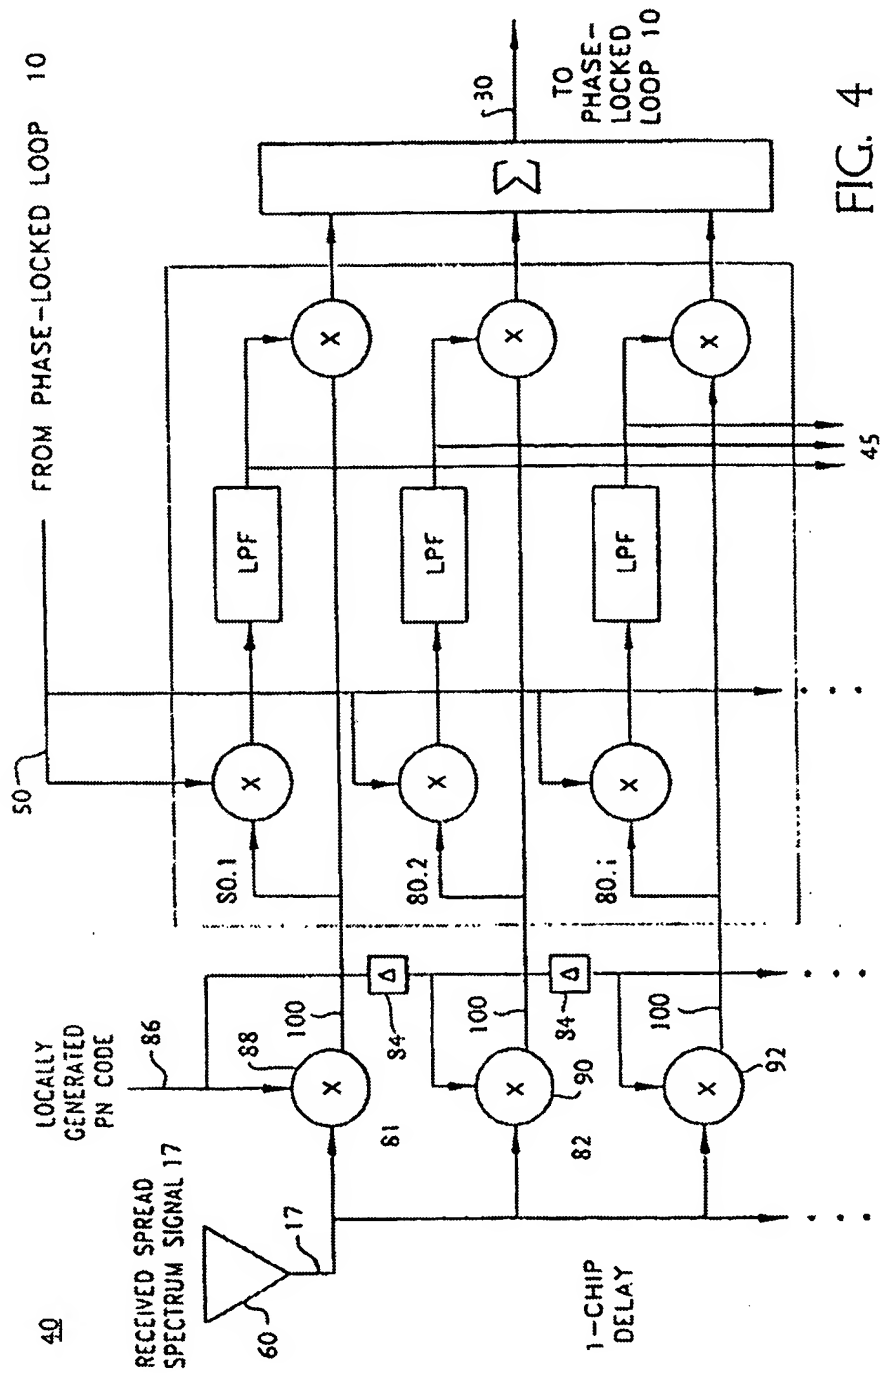 40
RECEIVED SPREAD
SPECTRUM SIGNAL 17
60
17
LOCALLY
GENERATED
PN CODE
86
88
X
81
100
84
Δ
X
90
82
100
84
Δ
X
92
100
1-CHIP
DELAY
50
FROM PHASE-LOCKED LOOP 10
80.1
X
LPF
X
80.2
X
LPF
X
80.i
X
LPF
X
45
Σ
30
TO
PHASE-
LOCKED
LOOP 10
FIG. 4